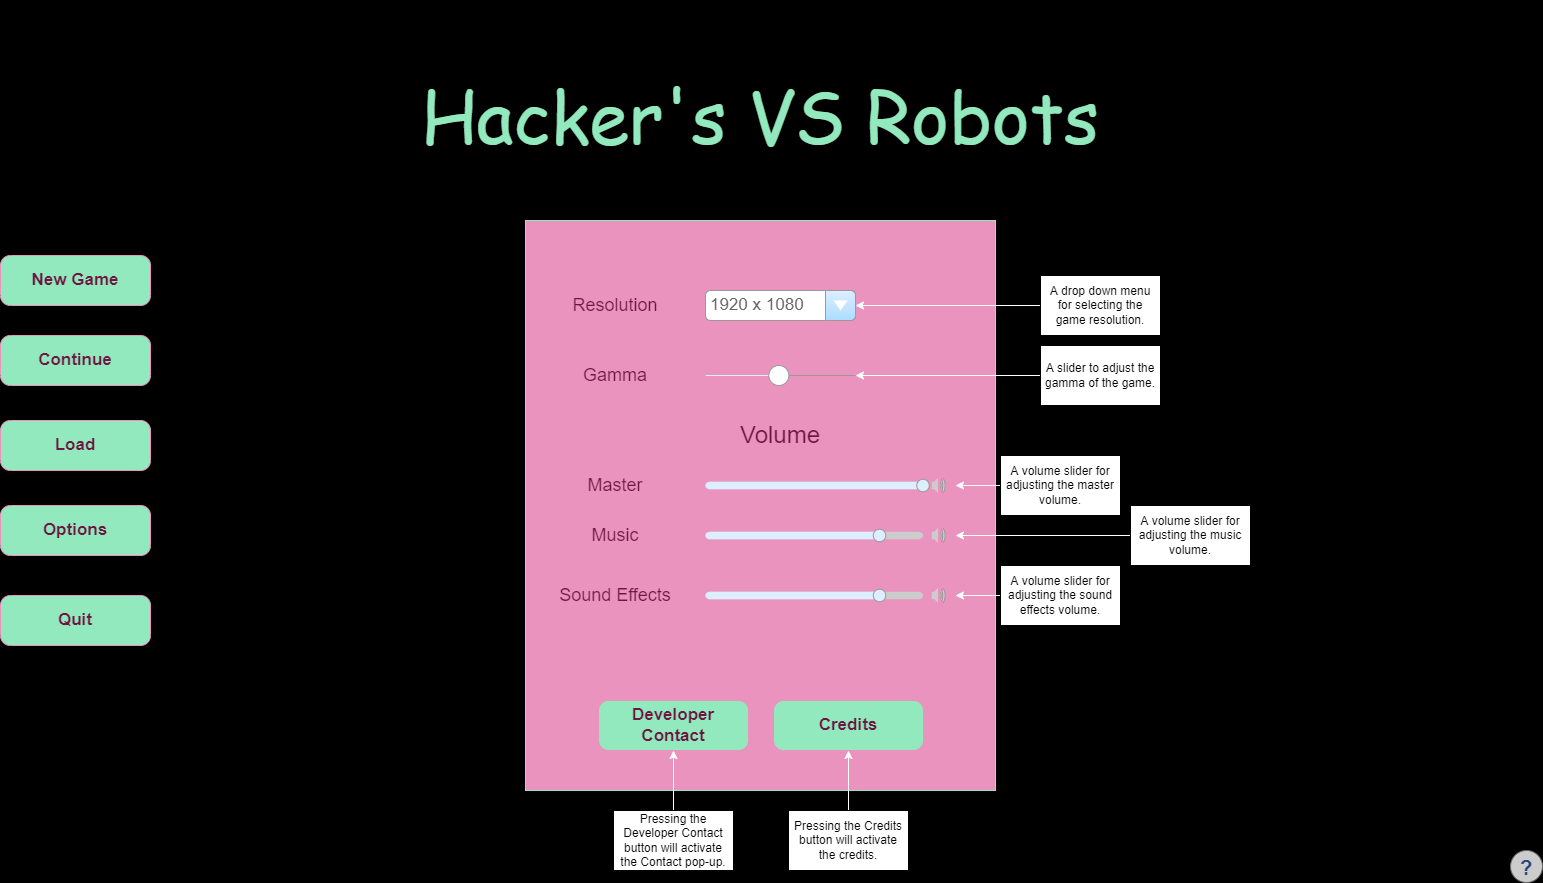 Hacker's VS Robots
New Game
Continue
Load
Options
Quit
Resolution
1920 x 1080
A drop down menu
for selecting the
game resolution.
Gamma
A slider to adjust the
gamma of the game.
Volume
Master
A volume slider for
adjusting the master
volume.
Music
A volume slider for
adjusting the music
volume.
Sound Effects
A volume slider for
adjusting the sound
effects volume.
Developer
Contact
Credits
Pressing the
Developer Contact
button will activate
the Contact pop-up.
Pressing the Credits
button will activate
the credits.
?